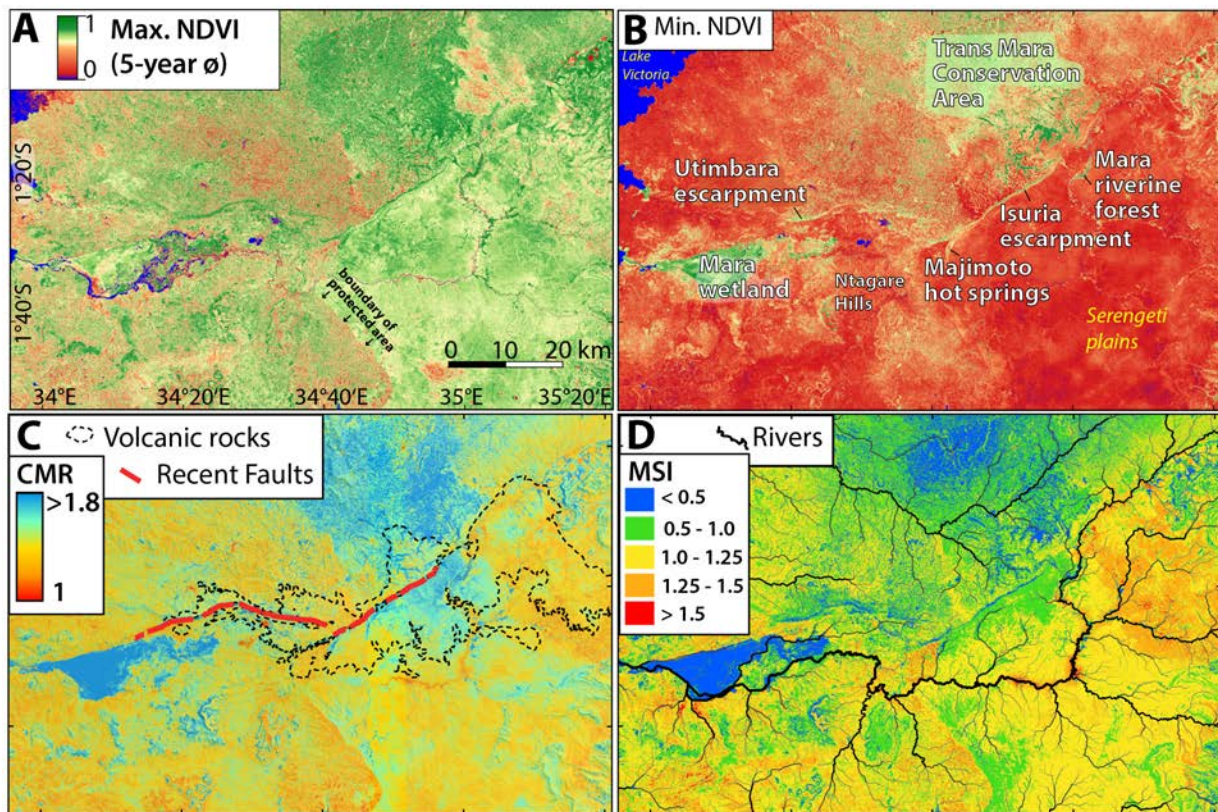 A
1
0
Max. NDVI
(5-year ø)
1°20'S
1°40'S
boundary of
protected area
0 10 20 km
34°E
34°20'E
34°40'E
35°E
35°20'E
B
Min. NDVI
Lake
Victoria
Trans Mara
Conservation
Area
Utimbara
escarpment
Mara
riverine
forest
Isuria
escarpment
Mara
wetland
Ntagare
Hills
Majimoto
hot springs
Serengeti
plains
C
Volcanic rocks
Recent Faults
CMR
>1.8
1
D
Rivers
MSI
< 0.5
0.5 - 1.0
1.0 - 1.25
1.25 - 1.5
> 1.5